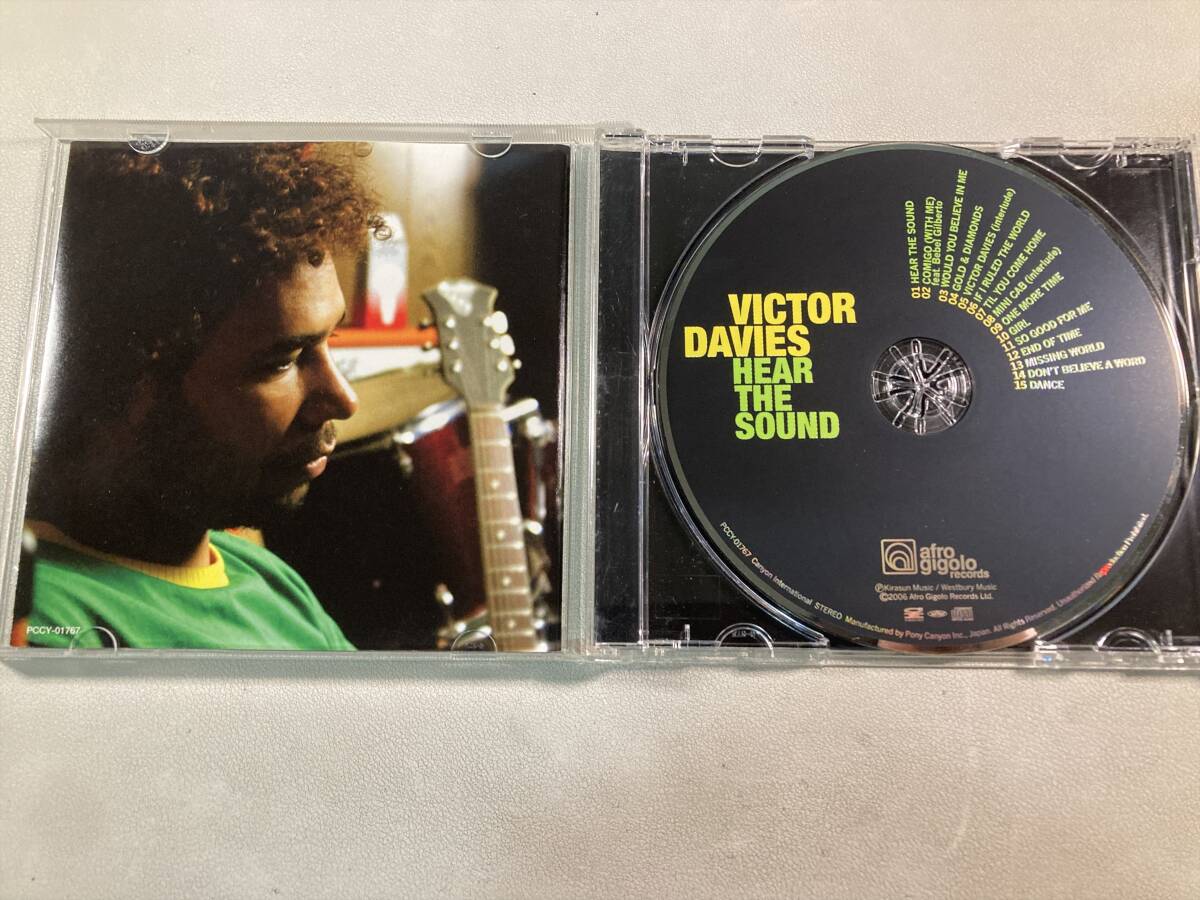 PCCY-01767
VICTOR
DAVIES
HEAR
THE
SOUND
01 HEAR THE SOUND
02 COMIGO (WITH ME)
feat. Bebel Gilberto
03 WOULD YOU BELIEVE IN ME
04 GOLD & DIAMONDS
05 VICTOR DAVIES (interlude)
06 IF I RULED THE WORLD
07 TIL YOU COME HOME
08 MINI CAB (interlude)
09 ONE MORE TIME
10 GIRL
11 SO GOOD FOR ME
12 END OF TIME
13 MISSING WORLD
14 DON'T BELIEVE A WORD
15 DANCE
afro
gigolo
records
℗Kirasun Music / Westbury Music
©2006 Afro Gigolo Records Ltd.
PCCY-01767 Canyon International STEREO Manufactured by Pony Canyon Inc., Japan. All Rights Reserved. Unauthorized